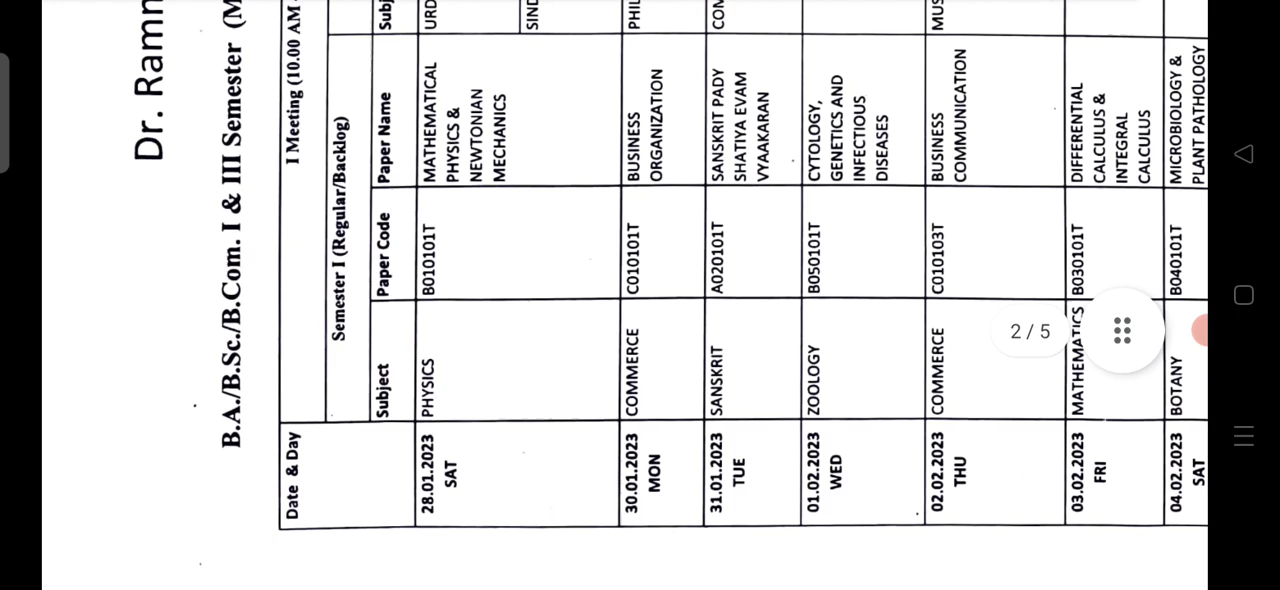 Dr. Ramm
B.A./B.Sc./B.Com. I & III Semester (M
Date & Day
I Meeting (10.00 AM
Semester I (Regular/Backlog)
Subject
Paper Code
Paper Name
Subj
28.01.2023
SAT
PHYSICS
B010101T
MATHEMATICAL
PHYSICS &
NEWTONIAN
MECHANICS
URD
SIND
30.01.2023
MON
COMMERCE
C010101T
BUSINESS
ORGANIZATION
PHIL
31.01.2023
TUE
SANSKRIT
A020101T
SANSKRIT PADY
SHATIYA EVAM
VYAAKARAN
COM
01.02.2023
WED
ZOOLOGY
B050101T
CYTOLOGY,
GENETICS AND
INFECTIOUS
DISEASES
02.02.2023
THU
COMMERCE
C010103T
BUSINESS
COMMUNICATION
MUS
03.02.2023
FRI
MATHEMATICS
B030101T
DIFFERENTIAL
CALCULUS &
INTEGRAL
CALCULUS
04.02.2023
SAT
BOTANY
B040101T
MICROBIOLOGY &
PLANT PATHOLOGY
2 / 5